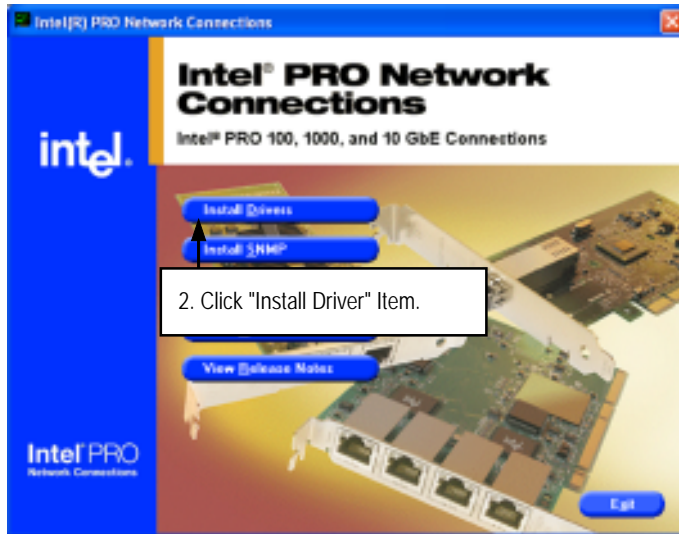 Intel(R) PRO Network Connections
Intel® PRO Network
Connections
Intel® PRO 100, 1000, and 10 GbE Connections
intel.
Install Drivers
Install SNMP
2. Click "Install Driver" Item.
View Release Notes
Intel® PRO
Network Connections
Exit